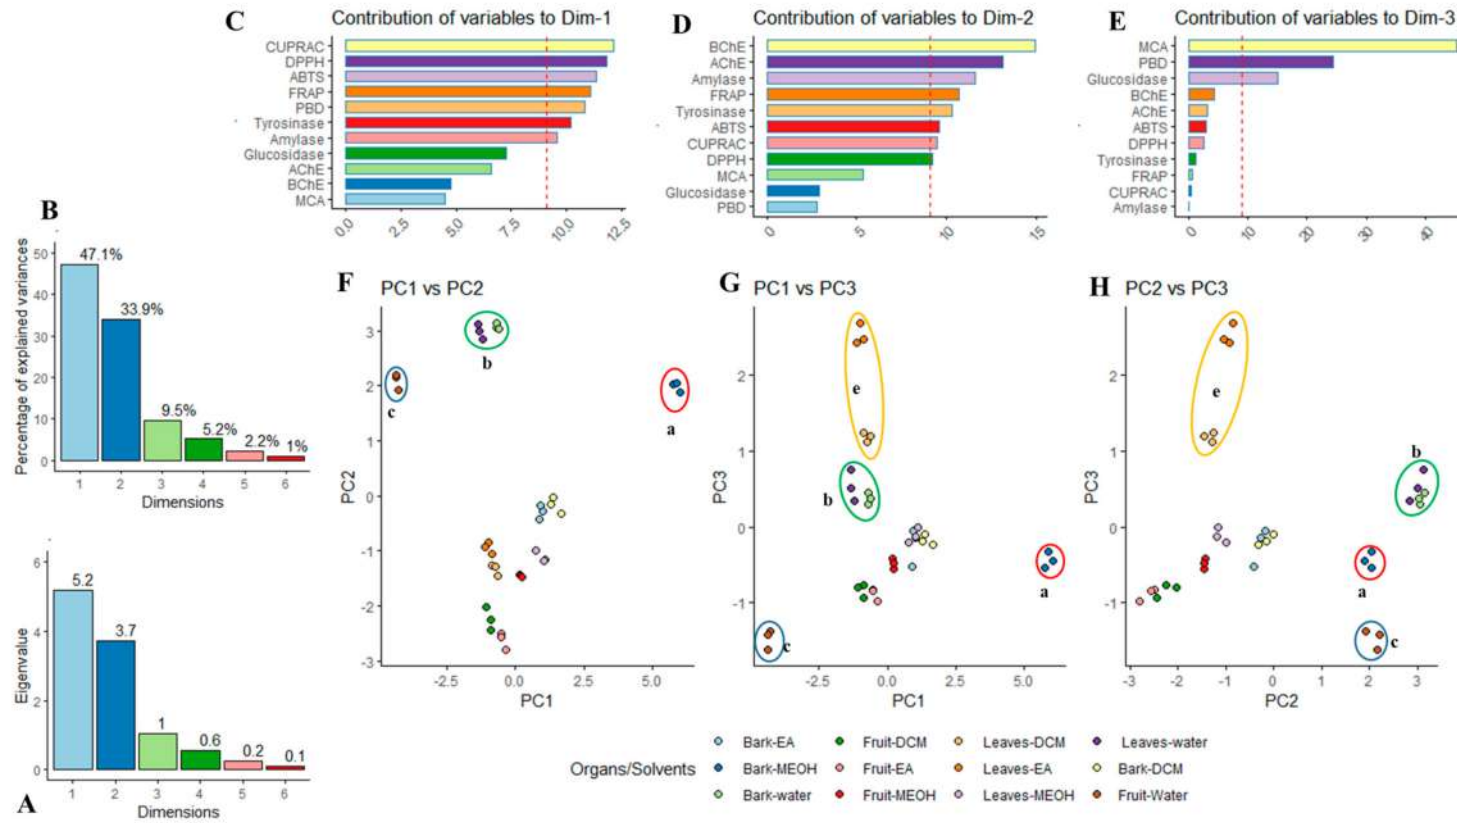 C Contribution of variables to Dim-1
CUPRAC
DPPH
ABTS
FRAP
PBD
Tyrosinase
Amylase
Glucosidase
AChE
BChE
MCA
0.0 2.5 5.0 7.5 10.0 12.5
D Contribution of variables to Dim-2
BChE
AChE
Amylase
FRAP
Tyrosinase
ABTS
CUPRAC
DPPH
MCA
Glucosidase
PBD
0 5 10 15
E Contribution of variables to Dim-3
MCA
PBD
Glucosidase
BChE
AChE
ABTS
DPPH
Tyrosinase
FRAP
CUPRAC
Amylase
0 10 20 30 40
B
Percentage of explained variances
50
40
30
20
10
0
47.1%
33.9%
9.5%
5.2%
2.2%
1%
1 2 3 4 5 6
Dimensions
Eigenvalue
6
4
2
0
5.2
3.7
1
0.6
0.2
0.1
1 2 3 4 5 6
Dimensions
A
F PC1 vs PC2
PC2
3
2
1
0
-1
-2
-3
b
c
a
-2.5 0.0 2.5 5.0
PC1
G PC1 vs PC3
PC3
2
1
0
-1
e
b
a
c
-2.5 0.0 2.5 5.0
PC1
H PC2 vs PC3
PC3
2
1
0
-1
e
b
a
c
-3 -2 -1 0 1 2 3
PC2
Organs/Solvents
Bark-EA Fruit-DCM Leaves-DCM Leaves-water
Bark-MEOH Fruit-EA Leaves-EA Bark-DCM
Bark-water Fruit-MEOH Leaves-MEOH Fruit-Water